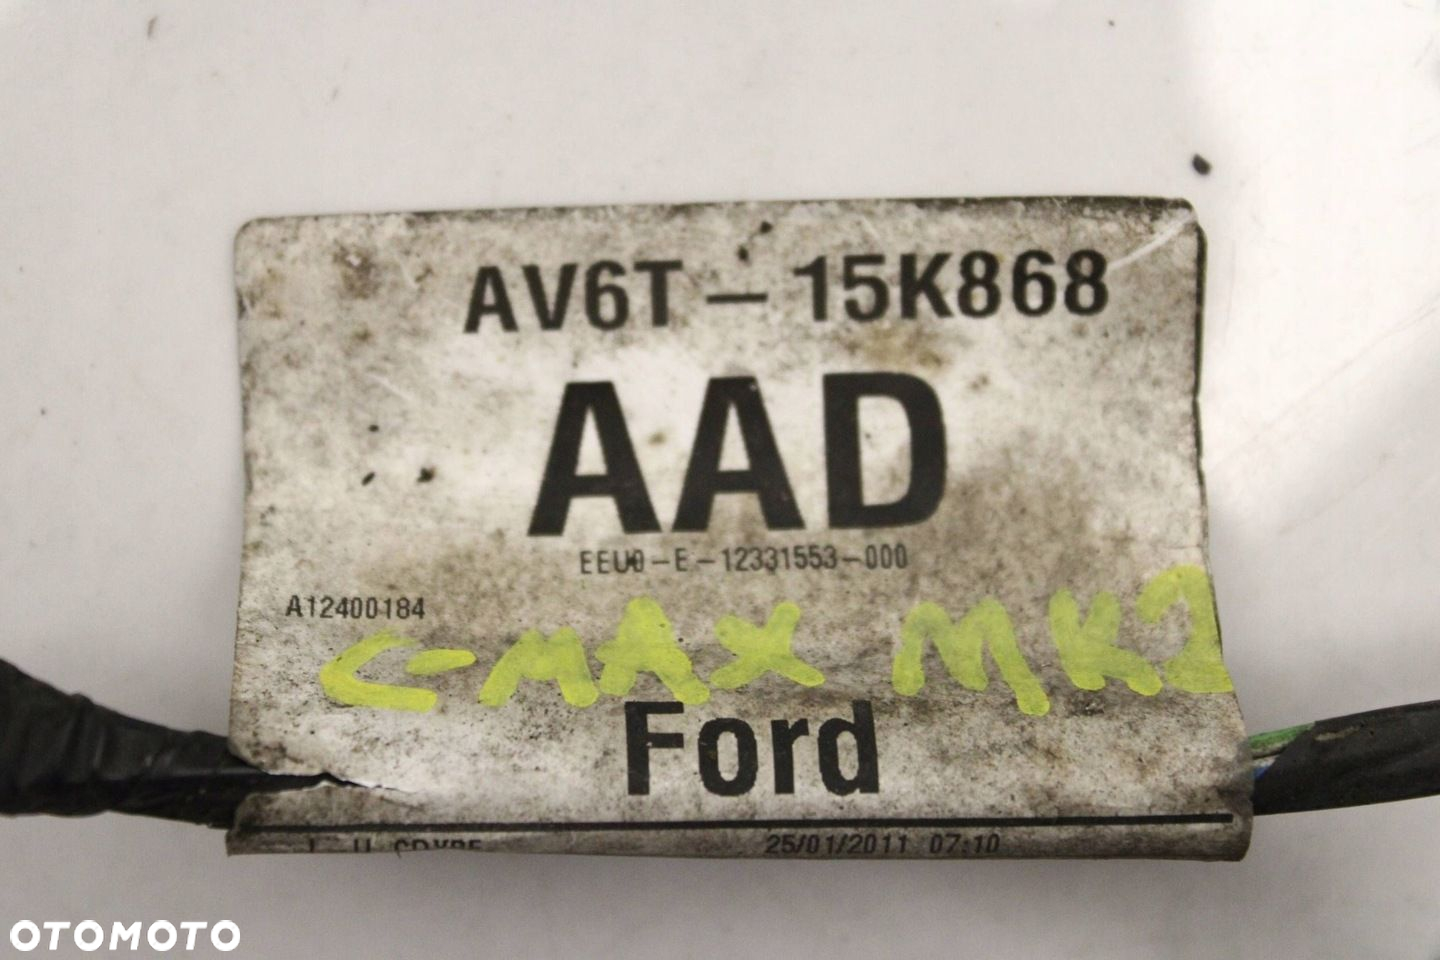 AV6T - 15K868
AAD
EEU0-E-12331553-000
A12400184
C-MAX MK2
Ford
25/01/2011 07:10
OTOMOTO